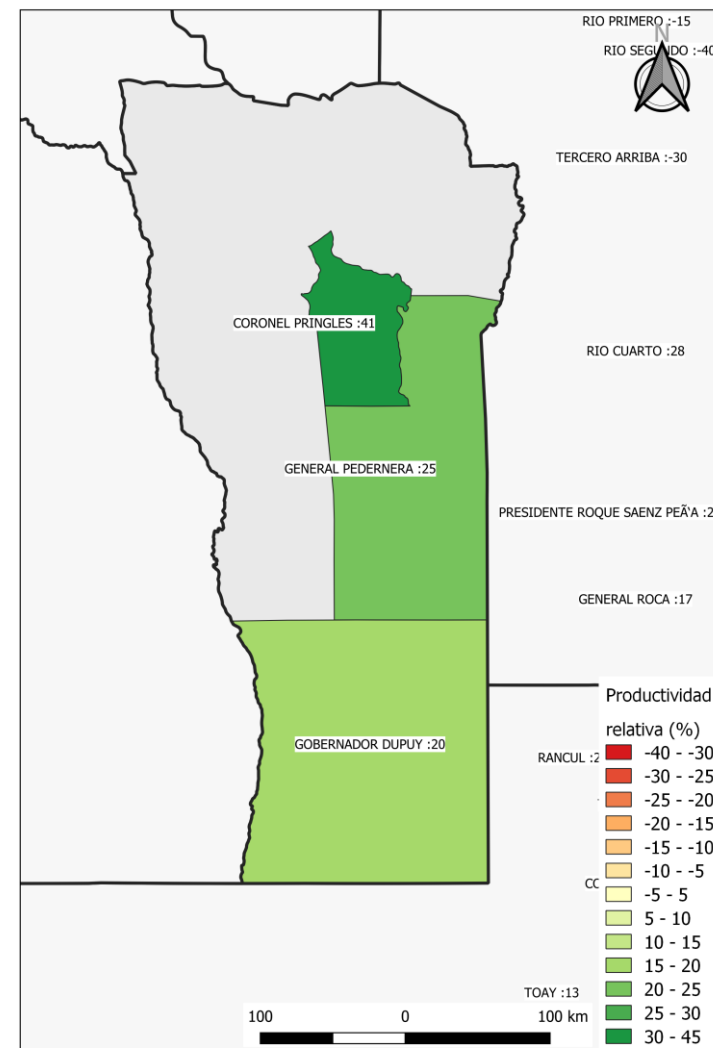 RIO PRIMERO :-15
N
RIO SEGUNDO :-40
TERCERO ARRIBA :-30
CORONEL PRINGLES :41
RIO CUARTO :28
GENERAL PEDERNERA :25
PRESIDENTE ROQUE SAENZ PEÃ‘A :2
GENERAL ROCA :17
GOBERNADOR DUPUY :20
RANCUL :2
CO
TOAY :13
Productividad
relativa (%)
-40 - -30
-30 - -25
-25 - -20
-20 - -15
-15 - -10
-10 - -5
-5 - 5
5 - 10
10 - 15
15 - 20
20 - 25
25 - 30
30 - 45
100 0 100 km